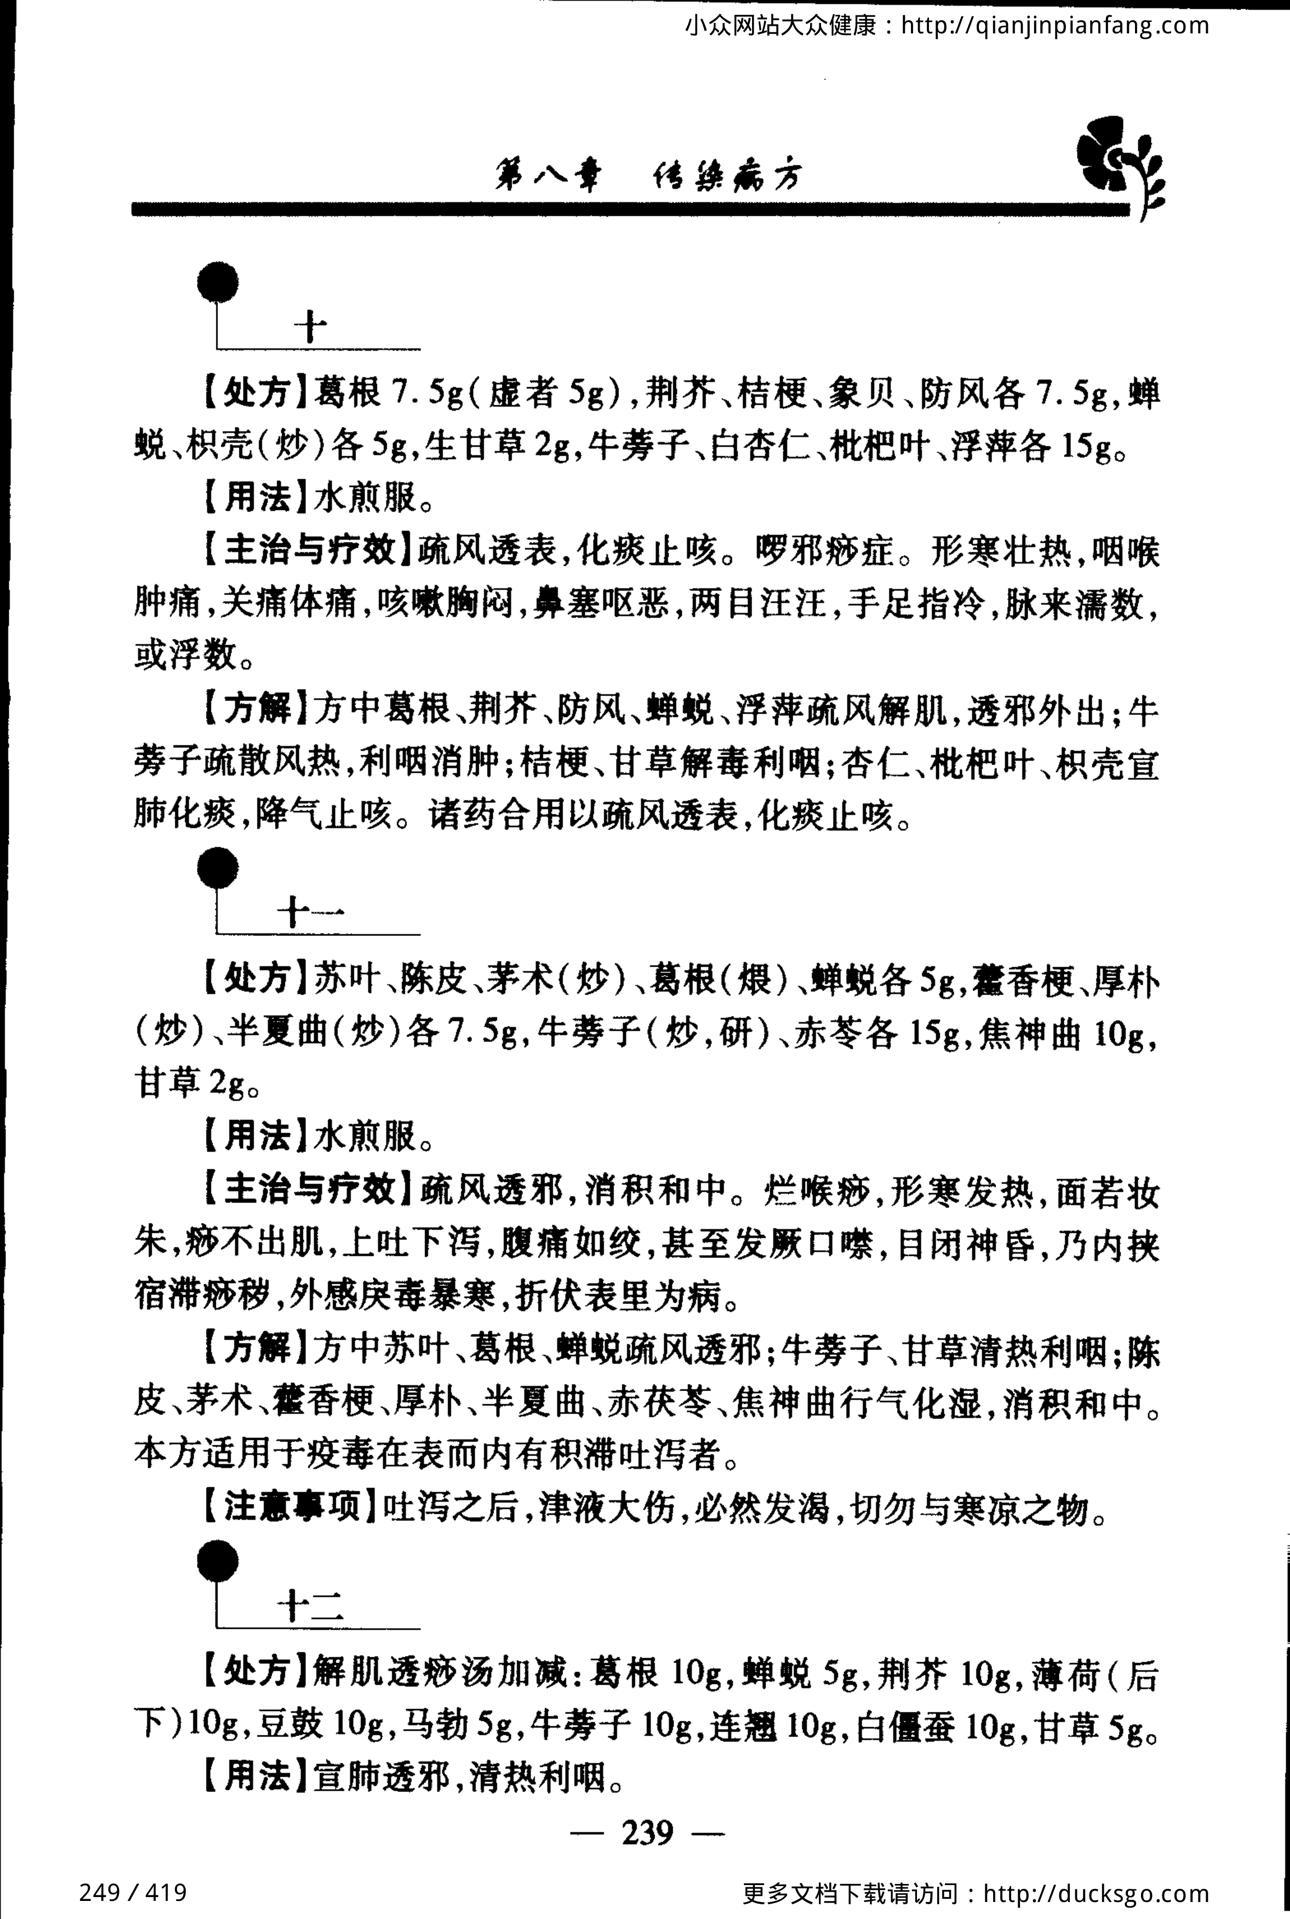 小众网站大众健康：http://qianjinpianfang.com
第八章 传染病方
十
【处方】葛根 7.5g(虚者 5g),荆芥、桔梗、象贝、防风各 7.5g,蝉
蜕、枳壳(炒)各 5g,生甘草 2g,牛蒡子、白杏仁、枇杷叶、浮萍各 15g。
【用法】水煎服。
【主治与疗效】疏风透表,化痰止咳。啰邪痧症。形寒壮热,咽喉
肿痛,关痛体痛,咳嗽胸闷,鼻塞呕恶,两目汪汪,手足指冷,脉来濡数,
或浮数。
【方解】方中葛根、荆芥、防风、蝉蜕、浮萍疏风解肌,透邪外出;牛
蒡子疏散风热,利咽消肿;桔梗、甘草解毒利咽;杏仁、枇杷叶、枳壳宣
肺化痰,降气止咳。诸药合用以疏风透表,化痰止咳。
十一
【处方】苏叶、陈皮、茅术(炒)、葛根(煨)、蝉蜕各 5g,藿香梗、厚朴
(炒)、半夏曲(炒)各 7.5g,牛蒡子(炒,研)、赤苓各 15g,焦神曲 10g,
甘草 2g。
【用法】水煎服。
【主治与疗效】疏风透邪,消积和中。烂喉痧,形寒发热,面若妆
朱,痧不出肌,上吐下泻,腹痛如绞,甚至发厥口噤,目闭神昏,乃内挟
宿滞痧秽,外感戾毒暴寒,折伏表里为病。
【方解】方中苏叶、葛根、蝉蜕疏风透邪;牛蒡子、甘草清热利咽;陈
皮、茅术、藿香梗、厚朴、半夏曲、赤茯苓、焦神曲行气化湿,消积和中。
本方适用于疫毒在表而内有积滞吐泻者。
【注意事项】吐泻之后,津液大伤,必然发渴,切勿与寒凉之物。
十二
【处方】解肌透痧汤加减:葛根 10g,蝉蜕 5g,荆芥 10g,薄荷(后
下)10g,豆鼓 10g,马勃 5g,牛蒡子 10g,连翘 10g,白僵蚕 10g,甘草 5g。
【用法】宣肺透邪,清热利咽。
— 239 —
249 / 419
更多文档下载请访问：http://ducksgo.com